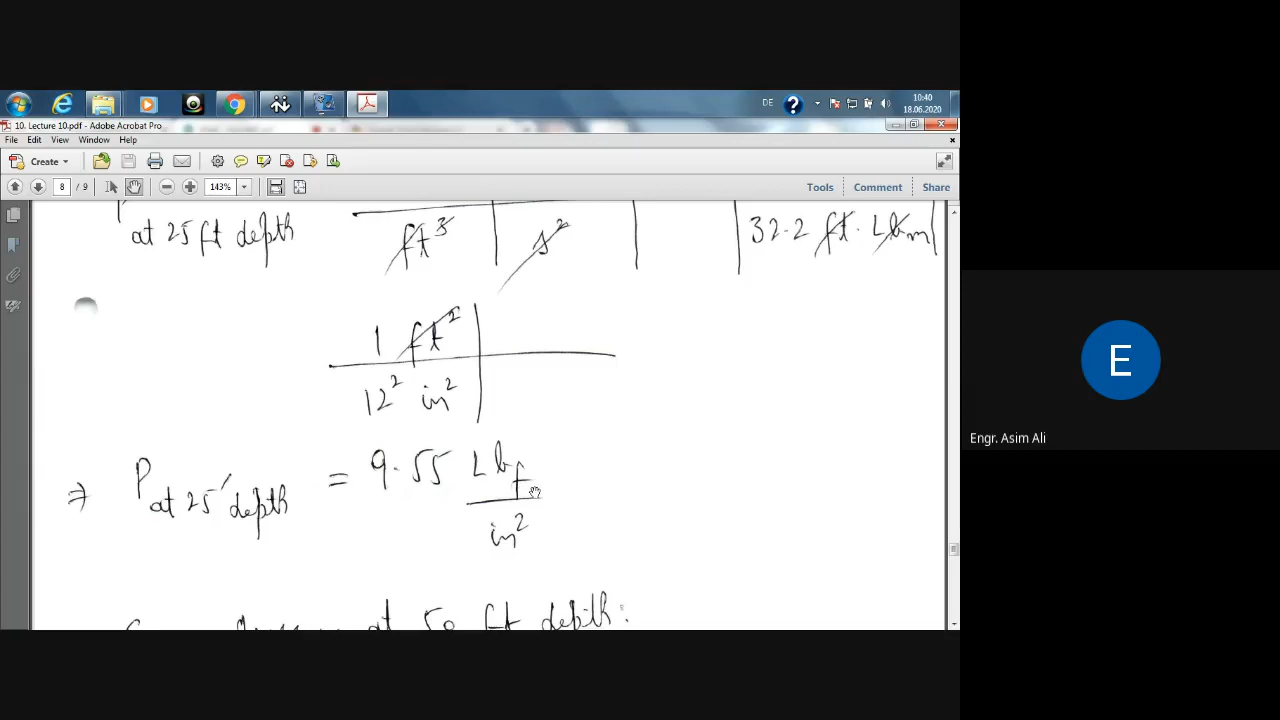 DE
10:40
18.06.2020
10. Lecture 10.pdf - Adobe Acrobat Pro
File Edit View Window Help
Create
8 / 9 143% Tools Comment Share
P
at 25 ft depth ft³ s² 32.2 ft. Lbm
1 ft²
12² in²
⇒ P at 25' depth = 9.55 Lbf
in²
at 50 ft depth:
E
Engr. Asim Ali